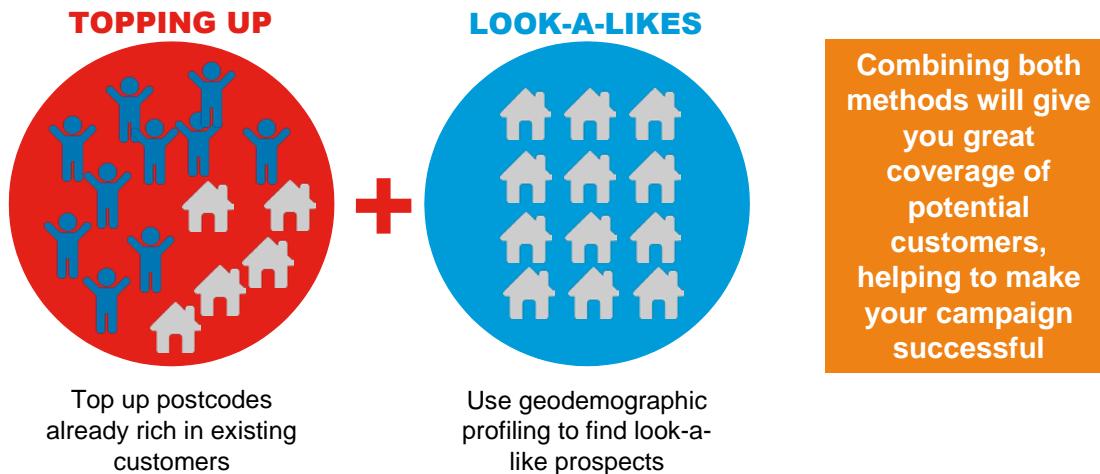 TOPPING UP
LOOK-A-LIKES
Combining both
methods will give
you great
coverage of
potential
customers,
helping to make
your campaign
successful
Top up postcodes
already rich in existing
customers
Use geodemographic
profiling to find look-a-
like prospects